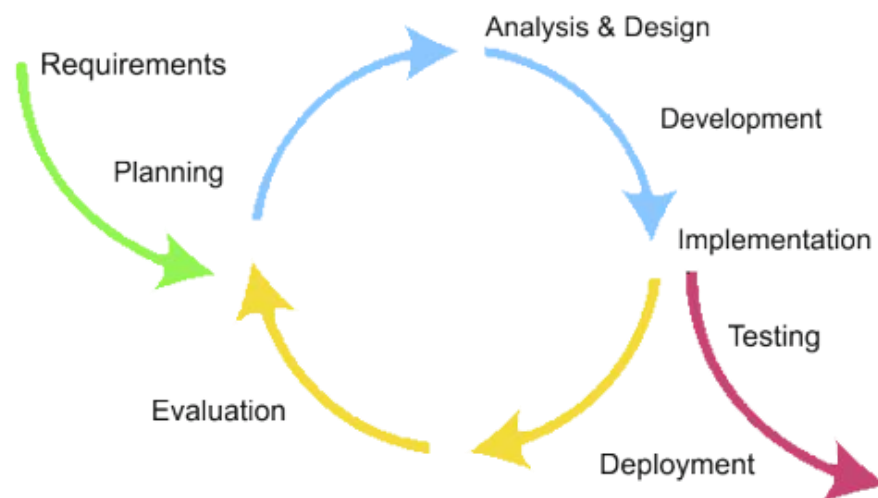 Analysis & Design
Requirements
Development
Planning
Implementation
Testing
Evaluation
Deployment